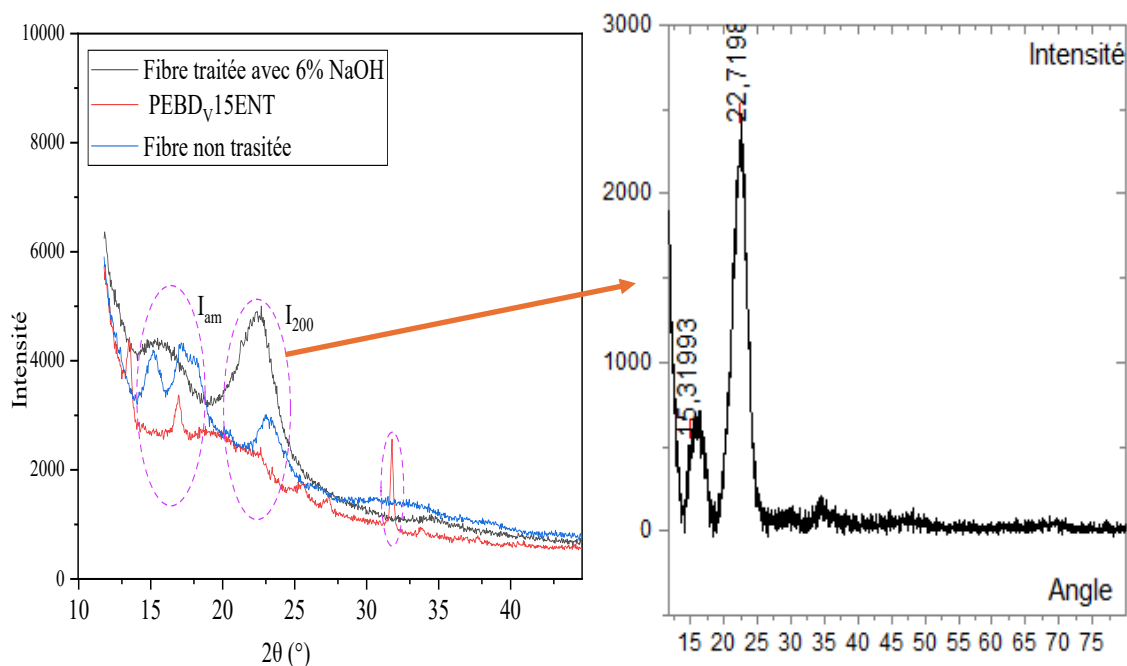 10000
8000
6000
4000
2000
0
Intensité
10
15
20
25
31
35
40
2θ (°)
Fibre traitée avec 6% NaOH
PEBDV15ENT
Fibre non trasitée
Iam
I200
3000
2000
1000
0
Intensité
22,7198
15,31993
Angle
15 20 25 30 35 40 45 50 55 60 65 70 75